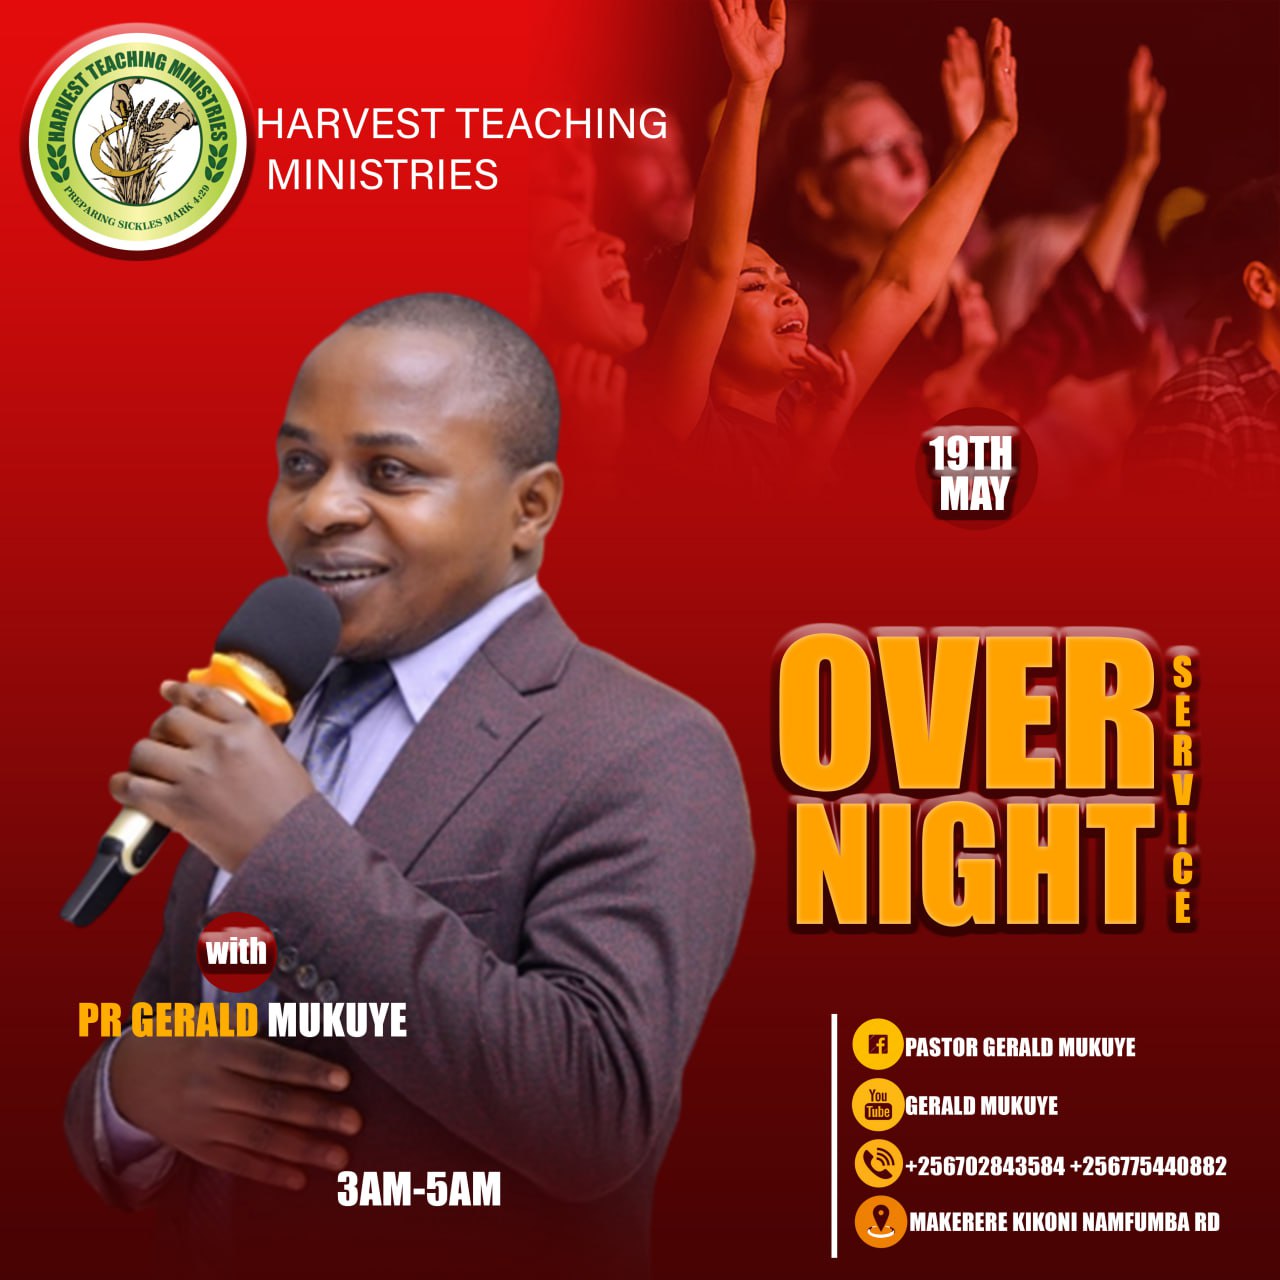 HARVEST TEACHING MINISTRIES
PREPARING SICKLES MARK 4:29
HARVEST TEACHING
MINISTRIES
19TH
MAY
OVER
NIGHT
SERVICE
with
PR GERALD MUKUYE
3AM-5AM
PASTOR GERALD MUKUYE
You
Tube
GERALD MUKUYE
+256702843584 +256775440882
MAKERERE KIKONI NAMFUMBA RD